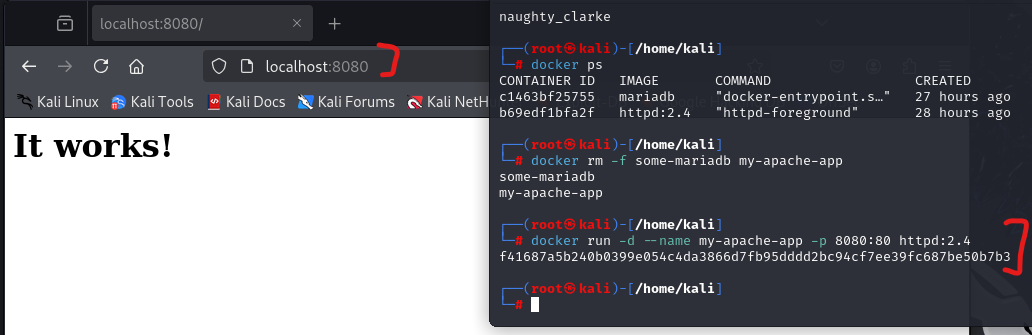 localhost:8080/
localhost:8080
Kali Linux Kali Tools Kali Docs Kali Forums Kali NetH
It works!
naughty_clarke
┌──(root㉿kali)-[/home/kali]
└─# docker ps
CONTAINER ID IMAGE COMMAND CREATED
c1463bf25755 mariadb "docker-entrypoint.s…" 27 hours ago
b69edf1bfa2f httpd:2.4 "httpd-foreground" 28 hours ago
┌──(root㉿kali)-[/home/kali]
└─# docker rm -f some-mariadb my-apache-app
some-mariadb
my-apache-app
┌──(root㉿kali)-[/home/kali]
└─# docker run -d --name my-apache-app -p 8080:80 httpd:2.4
f41687a5b240b0399e054c4da3866d7fb95dddd2bc94cf7ee39fc687be50b7b3
┌──(root㉿kali)-[/home/kali]
└─#